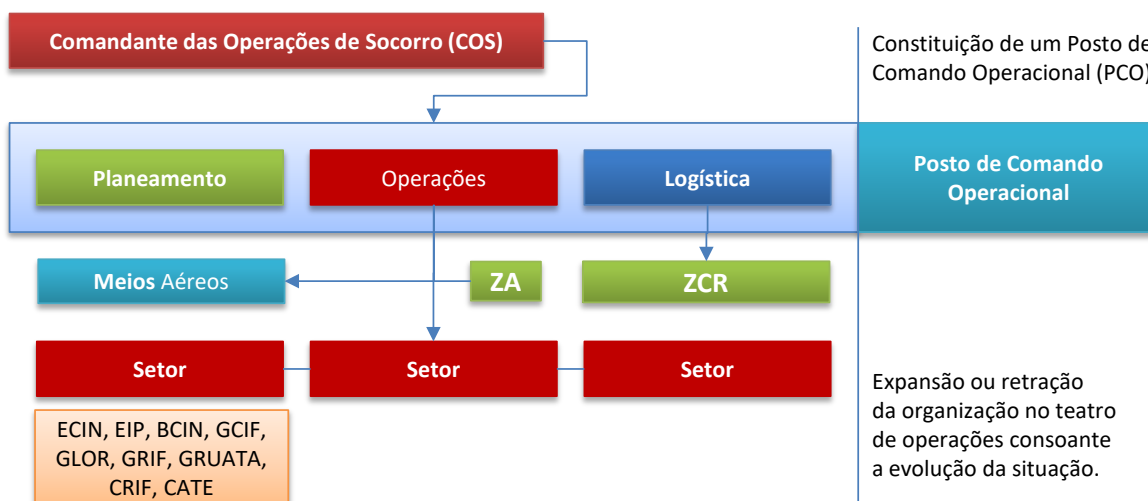 Comandante das Operações de Socorro (COS)
Constituição de um Posto de
Comando Operacional (PCO)
Planeamento
Operações
Logística
Posto de Comando
Operacional
Meios Aéreos
ZA
ZCR
Setor
Setor
Setor
ECIN, EIP, BCIN, GCIF,
GLOR, GRIF, GRUATA,
CRIF, CATE
Expansão ou retração
da organização no teatro
de operações consoante
a evolução da situação.